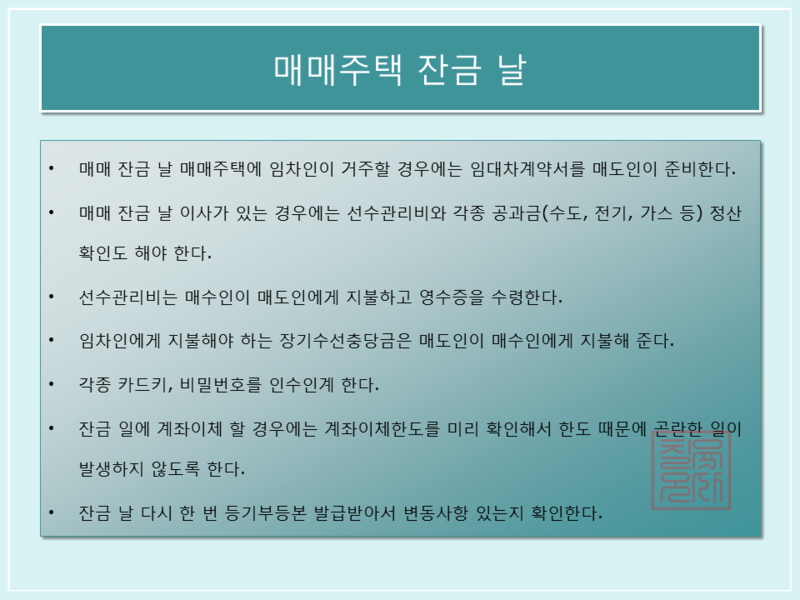 매매주택 잔금 날
• 매매 잔금 날 매매주택에 임차인이 거주할 경우에는 임대차계약서를 매도인이 준비한다.
• 매매 잔금 날 이사가 있는 경우에는 선수관리비와 각종 공과금(수도, 전기, 가스 등) 정산
확인도 해야 한다.
• 선수관리비는 매수인이 매도인에게 지불하고 영수증을 수령한다.
• 임차인에게 지불해야 하는 장기수선충당금은 매도인이 매수인에게 지불해 준다.
• 각종 카드키, 비밀번호를 인수인계 한다.
• 잔금 일에 계좌이체 할 경우에는 계좌이체한도를 미리 확인해서 한도 때문에 곤란한 일이
발생하지 않도록 한다.
• 잔금 날 다시 한 번 등기부등본 발급받아서 변동사항 있는지 확인한다.